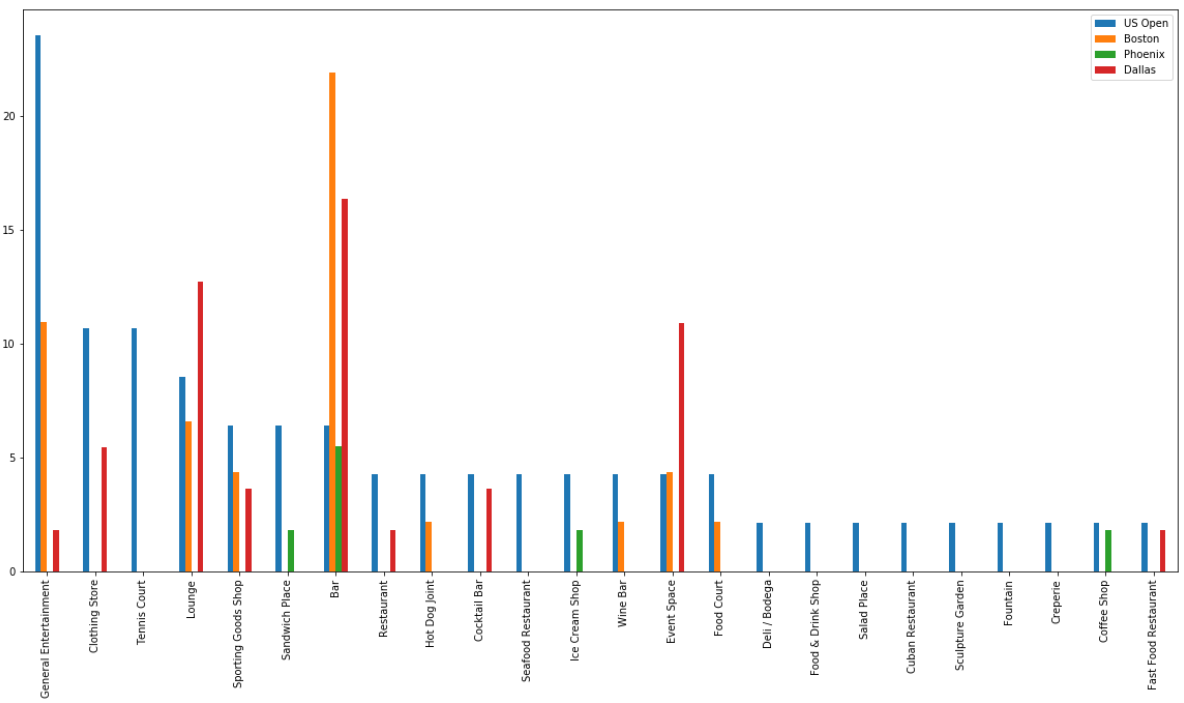 US Open
Boston
Phoenix
Dallas
20
15
10
5
0
General Entertainment
Clothing Store
Tennis Court
Lounge
Sporting Goods Shop
Sandwich Place
Bar
Restaurant
Hot Dog Joint
Cocktail Bar
Seafood Restaurant
Ice Cream Shop
Wine Bar
Event Space
Food Court
Deli / Bodega
Food & Drink Shop
Salad Place
Cuban Restaurant
Sculpture Garden
Fountain
Creperie
Coffee Shop
Fast Food Restaurant